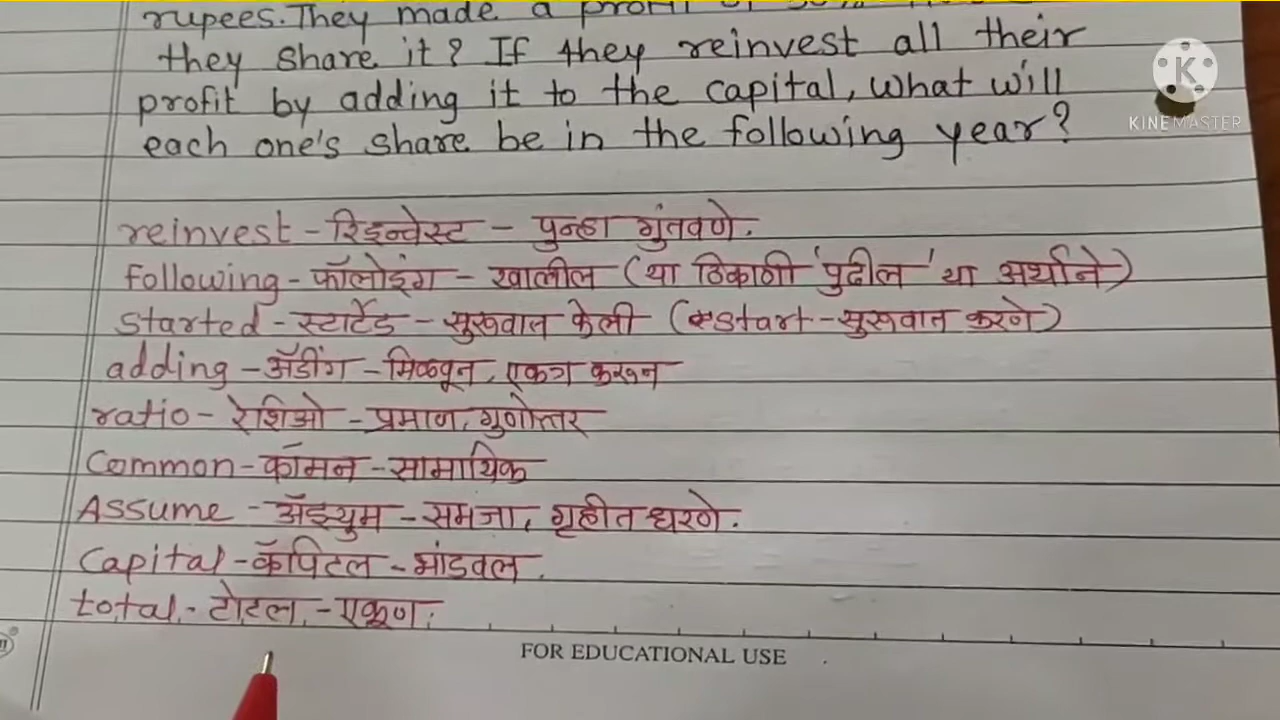 rupees. They made a profit of
they share it? If they reinvest all their
profit by adding it to the capital, what will
each one's share be in the following year?
K
KINEMASTER
reinvest - रिइन्वेस्ट - पुन्हा गुंतवणे.
following - फॉलोइंग - खालील (या ठिकाणी 'पुढील' या अर्थाने)
started - स्टार्टेड - सुरूवात केली (start - सुरूवात करणे)
adding - ॲडींग - मिळवून, एकत्र करून
ratio - रेशिओ - प्रमाण, गुणोत्तर
Common - कॉमन - सामायिक
Assume - ॲझ्युम - समजा, गृहीत धरणे.
Capital - कॅपिटल - भांडवल.
total - टोटल - एकूण.
FOR EDUCATIONAL USE